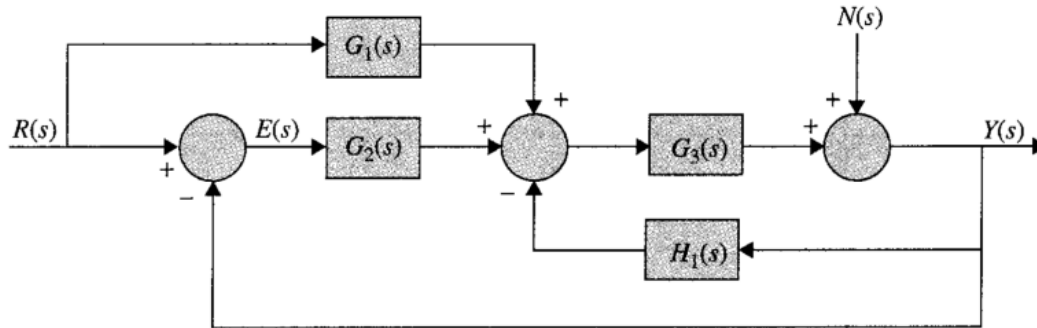 N(s)
G₁(s)
+
+
R(s)
E(s)
G₂(s)
+
G₃(s)
+
Y(s)
+
−
−
H₁(s)